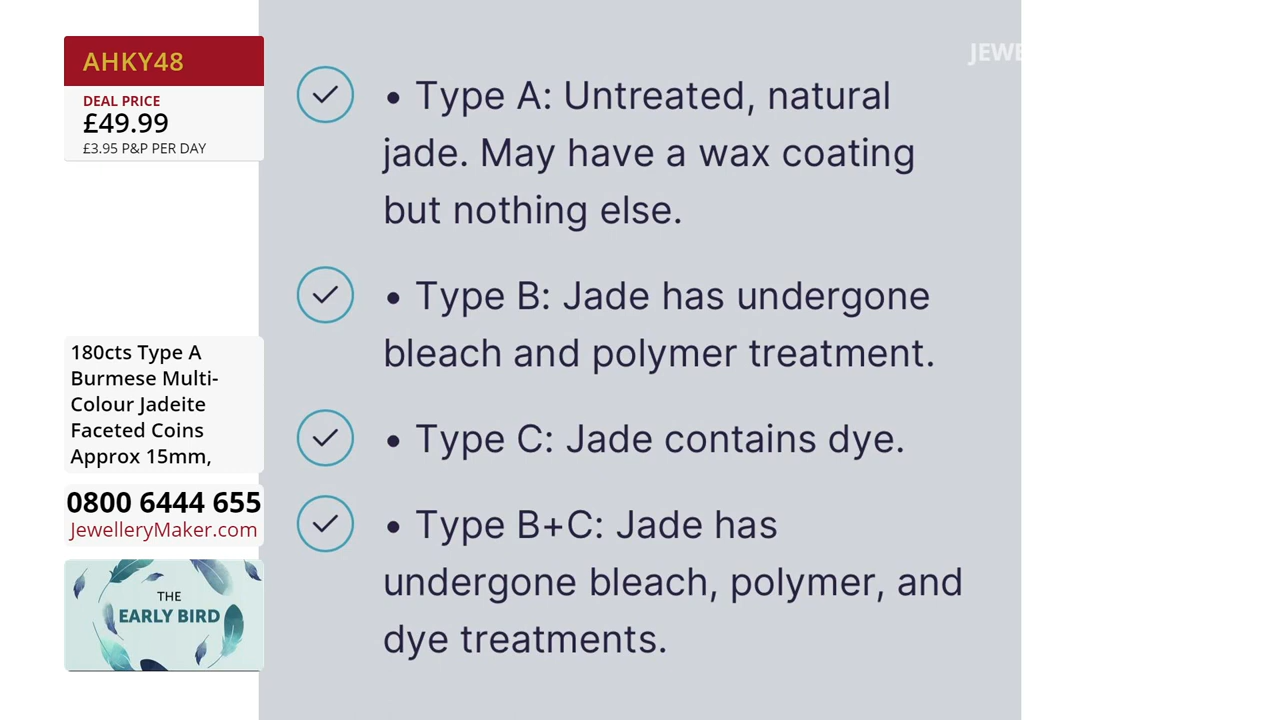 AHKY48
DEAL PRICE
£49.99
£3.95 P&P PER DAY
180cts Type A
Burmese Multi-
Colour Jadeite
Faceted Coins
Approx 15mm,
0800 6444 655
JewelleryMaker.com
THE
EARLY BIRD
JEWE
• Type A: Untreated, natural
jade. May have a wax coating
but nothing else.
• Type B: Jade has undergone
bleach and polymer treatment.
• Type C: Jade contains dye.
• Type B+C: Jade has
undergone bleach, polymer, and
dye treatments.